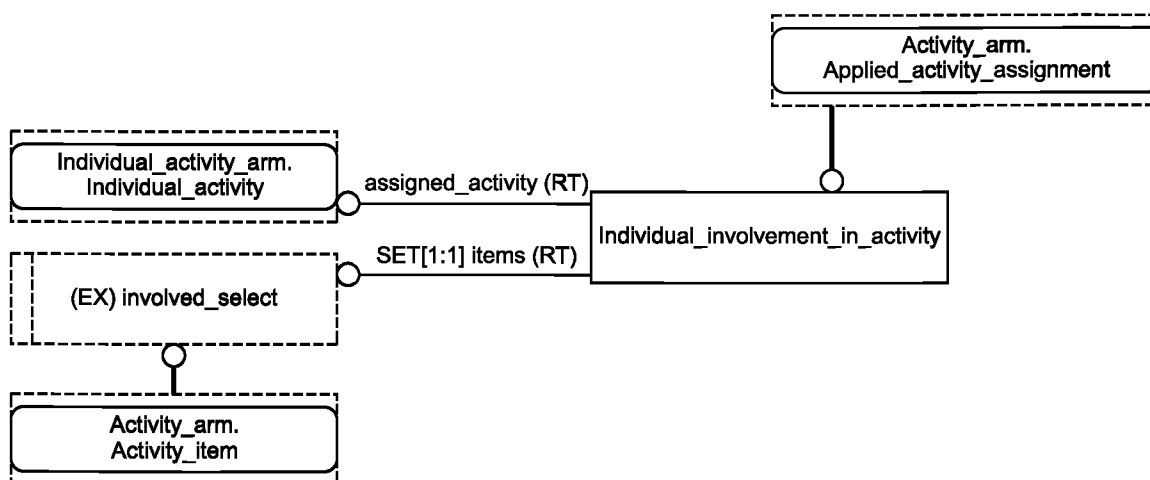 Activity_arm.
Applied_activity_assignment
Individual_activity_arm.
Individual_activity
assigned_activity (RT)
Individual_involvement_in_activity
SET[1:1] items (RT)
(EX) involved_select
Activity_arm.
Activity_item